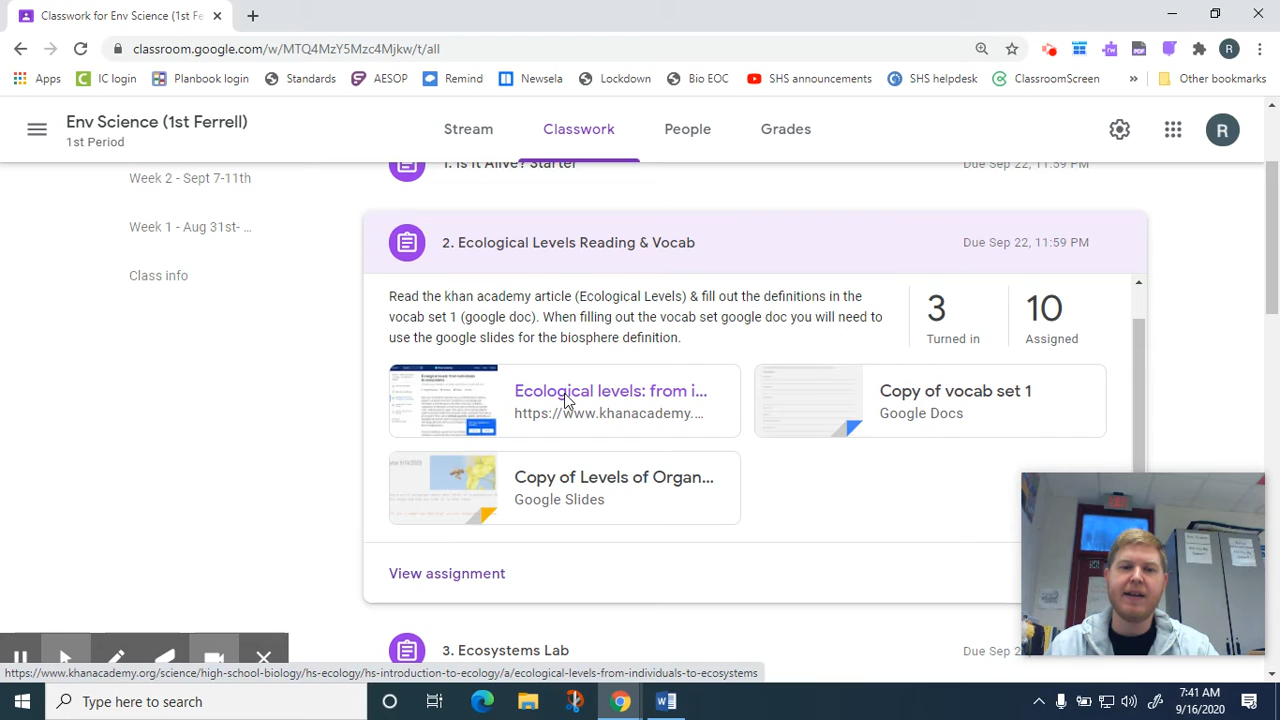 Classwork for Env Science (1st Fe
classroom.google.com/w/MTQ4MzY5Mzc4Mjkw/t/all
R
Apps
IC login
Planbook login
Standards
AESOP
Remind
Newsela
Lockdown
Bio EOC
SHS announcements
SHS helpdesk
ClassroomScreen
»
Other bookmarks
Env Science (1st Ferrell)
1st Period
Stream
Classwork
People
Grades
R
Week 2 - Sept 7-11th
Week 1 - Aug 31st- ...
Class info
1. Is It Alive? Starter
Due Sep 22, 11:59 PM
2. Ecological Levels Reading & Vocab
Due Sep 22, 11:59 PM
Read the khan academy article (Ecological Levels) & fill out the definitions in the
vocab set 1 (google doc). When filling out the vocab set google doc you will need to
use the google slides for the biosphere definition.
3
Turned in
10
Assigned
Ecological levels: from i...
https://www.khanacademy....
Copy of vocab set 1
Google Docs
Copy of Levels of Organ...
Google Slides
View assignment
3. Ecosystems Lab
Due Sep 2
https://www.khanacademy.org/science/high-school-biology/hs-ecology/hs-introduction-to-ecology/a/ecological-levels-from-individuals-to-ecosystems
Type here to search
7:41 AM
9/16/2020